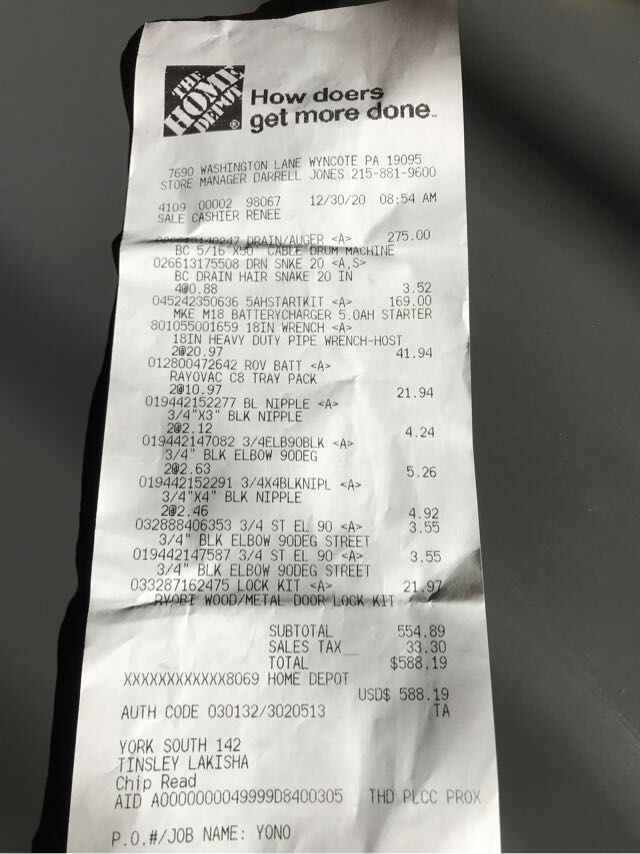 THE
HOME
DEPOT
®
How doers
get more done™
7690 WASHINGTON LANE WYNCOTE PA 19095
STORE MANAGER DARRELL JONES 215-881-9600
4109 00002 98067 12/30/20 08:54 AM
SALE CASHIER RENEE
DRAIN/AUGER <A> 275.00
BC 5/16"X50' CABLE DRUM MACHINE
026613175508 DRN SNKE 20 <A,S>
BC DRAIN HAIR SNAKE 20 IN
4@0.88 3.52
045242350636 5AHSTARTKIT <A> 169.00
MKE M18 BATTERYCHARGER 5.0AH STARTER
801055001659 18IN WRENCH <A>
18IN HEAVY DUTY PIPE WRENCH-HOST
2@20.97 41.94
012800472642 ROV BATT <A>
RAYOVAC C8 TRAY PACK
2@10.97 21.94
019442152277 BL NIPPLE <A>
3/4"X3" BLK NIPPLE
2@2.12 4.24
019442147082 3/4ELB90BLK <A>
3/4" BLK ELBOW 90DEG
2@2.63 5.26
019442152291 3/4X4BLKNIPL <A>
3/4"X4" BLK NIPPLE
2@2.46 4.92
032888406353 3/4 ST EL 90 <A> 3.55
3/4" BLK ELBOW 90DEG STREET
019442147587 3/4 ST EL 90 <A> 3.55
3/4" BLK ELBOW 90DEG STREET
033287162475 LOCK KIT <A> 21.97
RYOBI WOOD/METAL DOOR LOCK KIT
SUBTOTAL 554.89
SALES TAX 33.30
TOTAL $588.19
XXXXXXXXXXXX8069 HOME DEPOT
USD$ 588.19
AUTH CODE 030132/3020513 TA
YORK SOUTH 142
TINSLEY LAKISHA
Chip Read
AID A0000000049999D8400305 THD PLCC PROX
P.O.#/JOB NAME: YONO